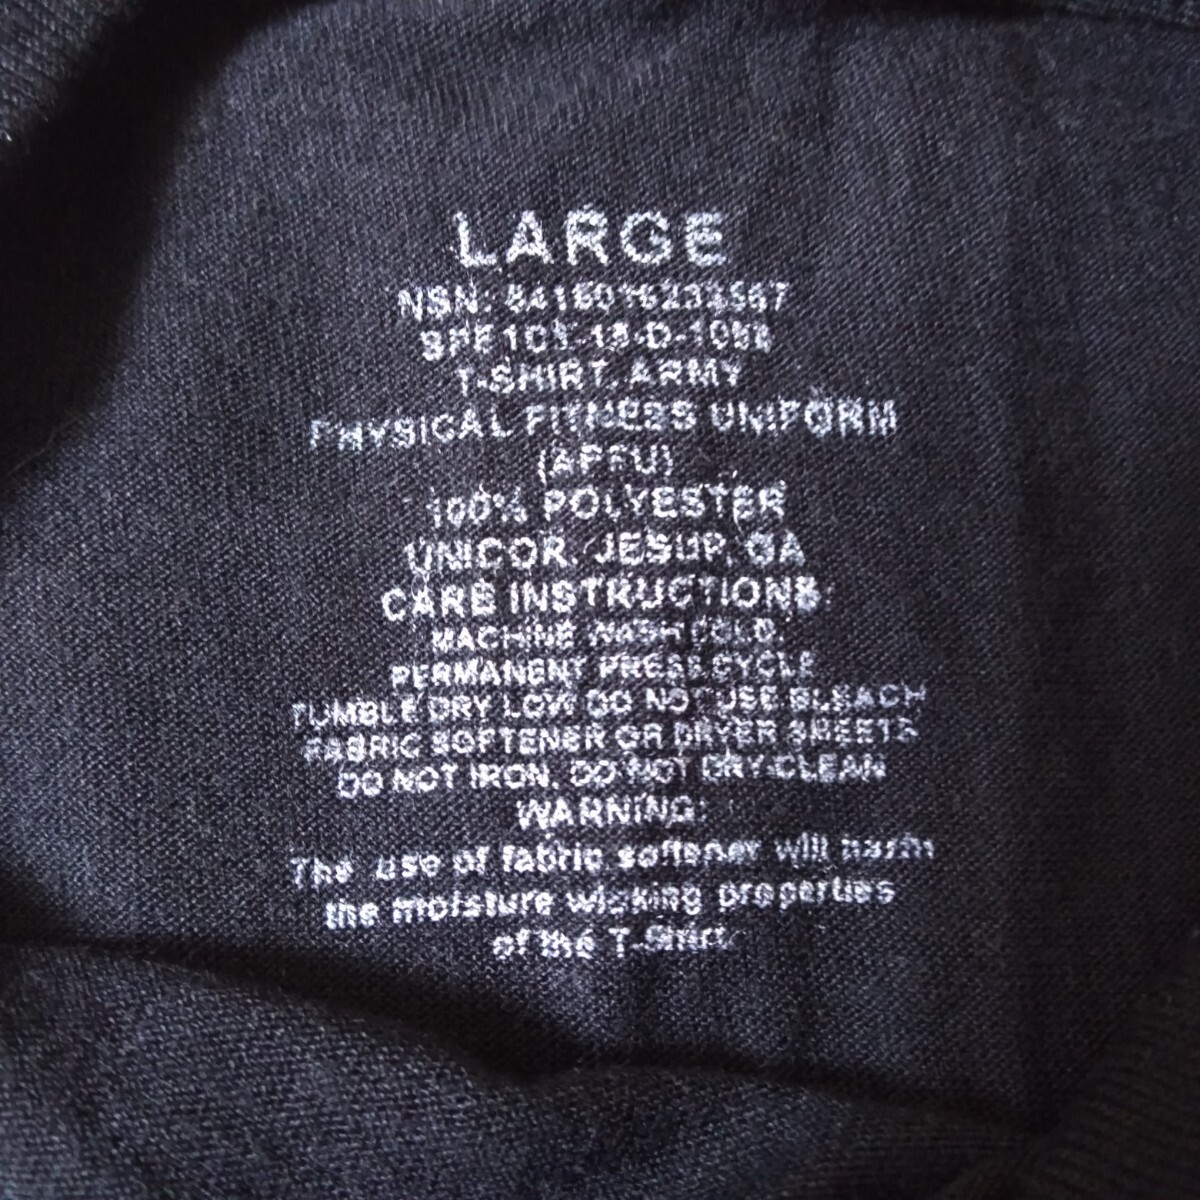 LARGE
NSN: 8415016233567
SPE1C1-18-D-1098
T-SHIRT, ARMY
PHYSICAL FITNESS UNIFORM
(APFU)
100% POLYESTER
UNICOR, JESUP, GA
CARE INSTRUCTIONS:
MACHINE WASH COLD,
PERMANENT PRESS CYCLE
TUMBLE DRY LOW DO NOT USE BLEACH
FABRIC SOFTENER OR DRYER SHEETS
DO NOT IRON, DO NOT DRY-CLEAN
WARNING:
The use of fabric softener will harm
the moisture wicking properties
of the T-Shirt.